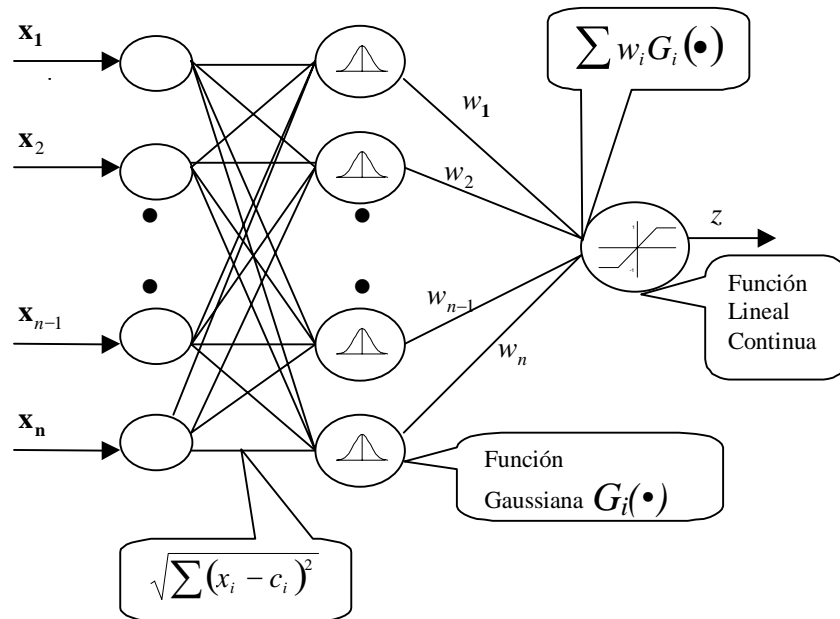 x₁
∑ wᵢGᵢ(•)
w₁
x₂
w₂
z
Función
Lineal
Continua
xₙ₋₁
wₙ₋₁
wₙ
xₙ
Función
Gaussiana Gᵢ(•)
√∑(xᵢ − cᵢ)²